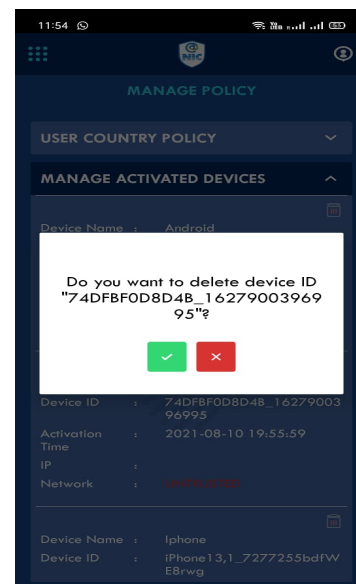 11:54
@
NIC
MANAGE POLICY
USER COUNTRY POLICY
MANAGE ACTIVATED DEVICES
Device Name : Android
Do you want to delete device ID
"74DFBF0D8D4B_16279003969
95"?
Device ID : 74DFBF0D8D4B_16279003
96995
Activation : 2021-08-10 19:55:59
Time
IP :
Network :
Device Name : Iphone
Device ID : iPhone13,1_7277255bdfW
E8rwg